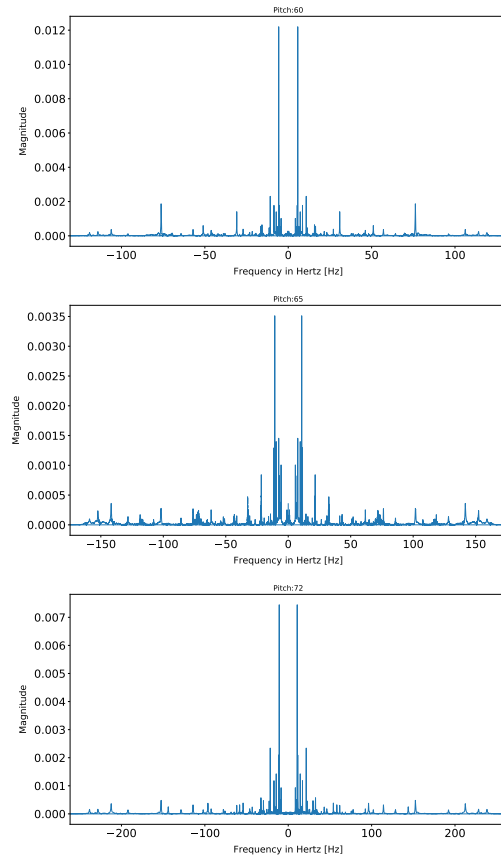 Pitch:60
0.012
0.010
0.008
0.006
0.004
0.002
0.000
Magnitude
−100 −50 0 50 100
Frequency in Hertz [Hz]
Pitch:65
0.0035
0.0030
0.0025
0.0020
0.0015
0.0010
0.0005
0.0000
Magnitude
−150 −100 −50 0 50 100 150
Frequency in Hertz [Hz]
Pitch:72
0.007
0.006
0.005
0.004
0.003
0.002
0.001
0.000
Magnitude
−200 −100 0 100 200
Frequency in Hertz [Hz]